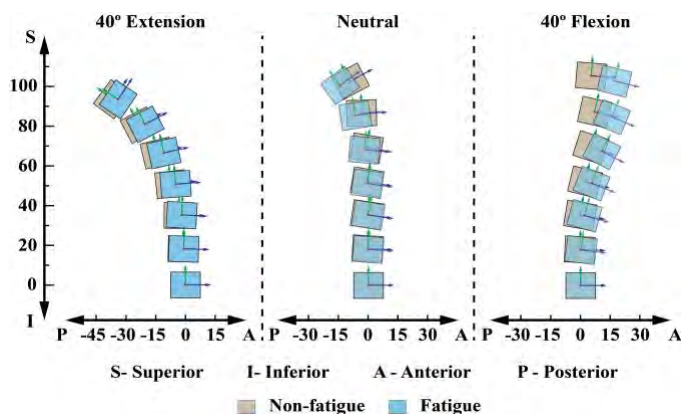 40º Extension Neutral 40º Flexion
S
100
80
60
40
20
0
I
P -45 -30 -15 0 15 A P -30 -15 0 15 30 A P -30 -15 0 15 30 A
S- Superior I- Inferior A - Anterior P - Posterior
Non-fatigue Fatigue